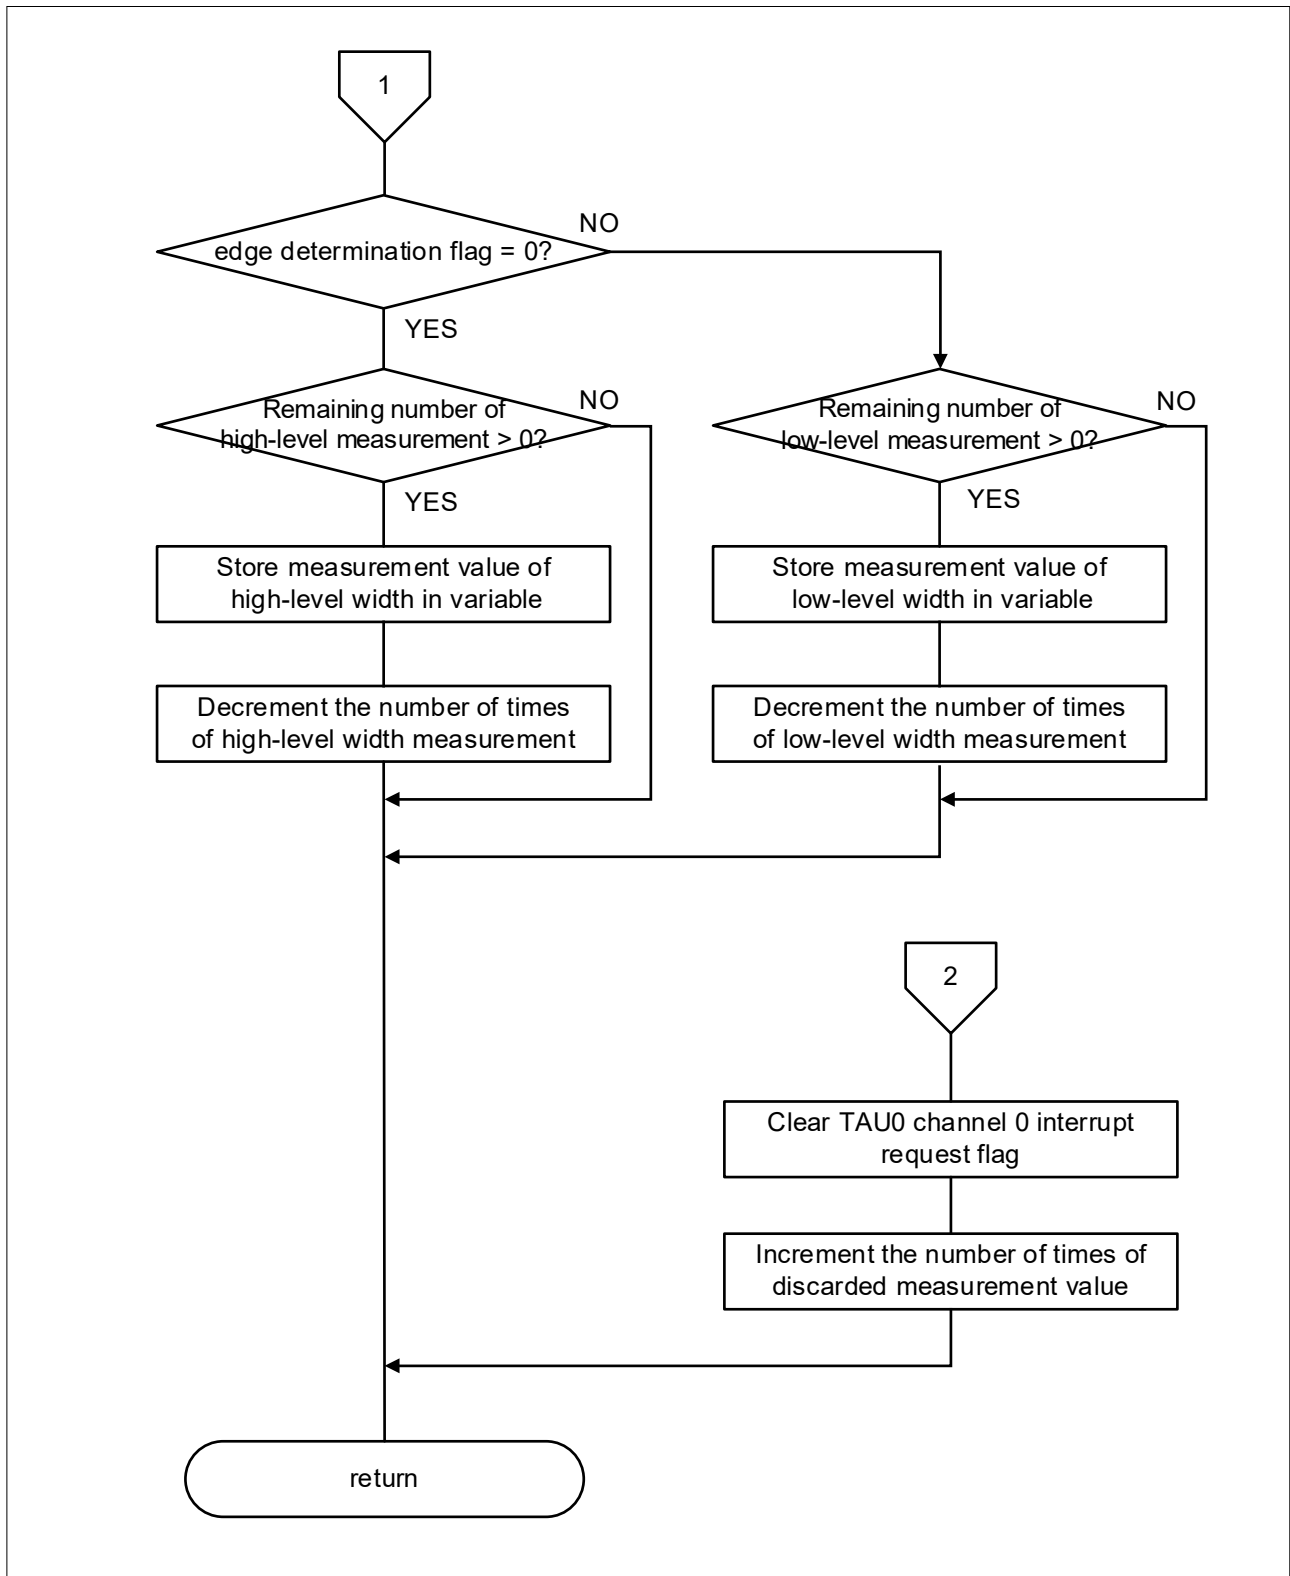 1
edge determination flag = 0?
NO
YES
Remaining number of
high-level measurement > 0?
NO
YES
Store measurement value of
high-level width in variable
Decrement the number of times
of high-level width measurement
Remaining number of
low-level measurement > 0?
NO
YES
Store measurement value of
low-level width in variable
Decrement the number of times
of low-level width measurement
2
Clear TAU0 channel 0 interrupt
request flag
Increment the number of times of
discarded measurement value
return